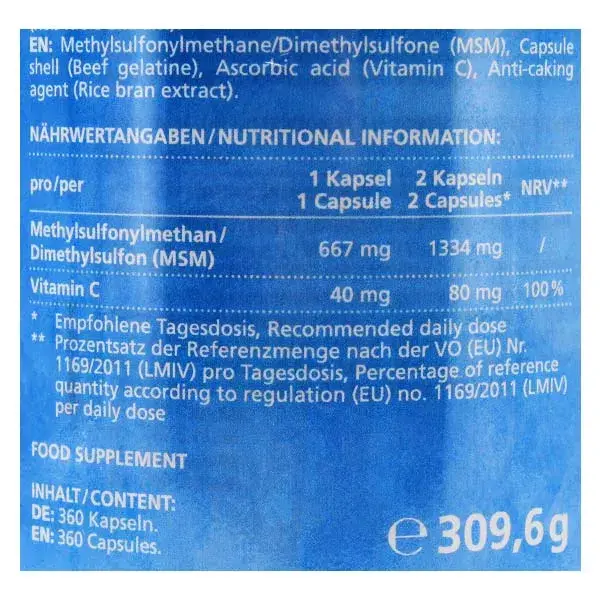 EN: Methylsulfonylmethane/Dimethylsulfone (MSM), Capsule
shell (Beef gelatine), Ascorbic acid (Vitamin C), Anti-caking
agent (Rice bran extract).
NÄHRWERTANGABEN/NUTRITIONAL INFORMATION:
pro/per 1 Kapsel 2 Kapseln NRV**
1 Capsule 2 Capsules*
Methylsulfonylmethan/
Dimethylsulfon (MSM) 667 mg 1334 mg /
Vitamin C 40 mg 80 mg 100%
* Empfohlene Tagesdosis, Recommended daily dose
** Prozentsatz der Referenzmenge nach der VO (EU) Nr.
1169/2011 (LMIV) pro Tagesdosis, Percentage of reference
quantity according to regulation (EU) no. 1169/2011 (LMIV)
per daily dose
FOOD SUPPLEMENT
INHALT/CONTENT:
DE: 360 Kapseln.
EN: 360 Capsules.
℮ 309,6g